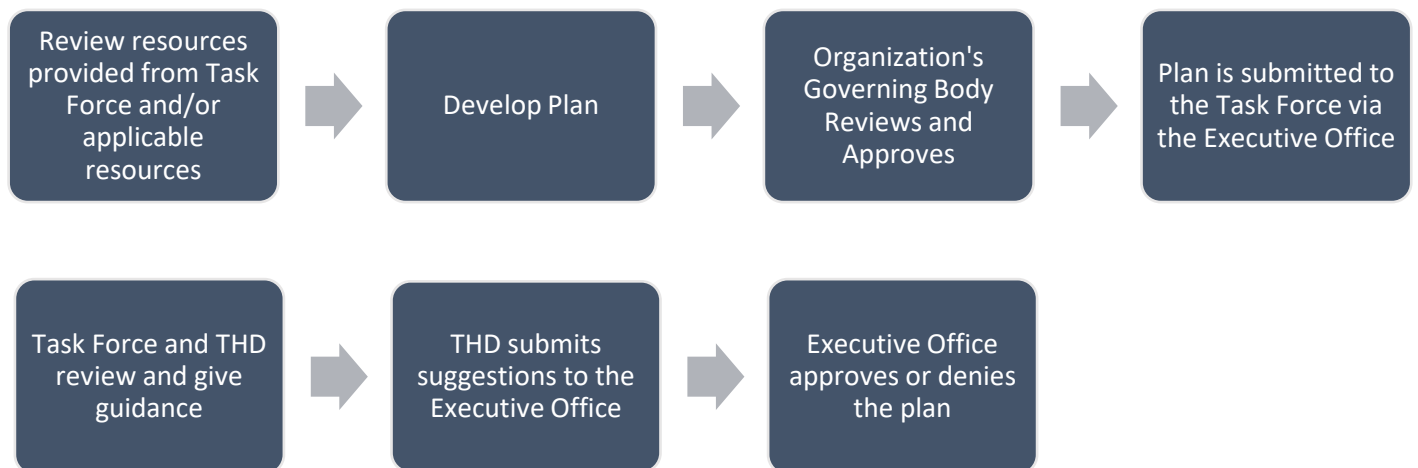 Review resources
provided from Task
Force and/or
applicable
resources
Develop Plan
Organization's
Governing Body
Reviews and
Approves
Plan is submitted to
the Task Force via
the Executive Office
Task Force and THD
review and give
guidance
THD submits
suggestions to the
Executive Office
Executive Office
approves or denies
the plan